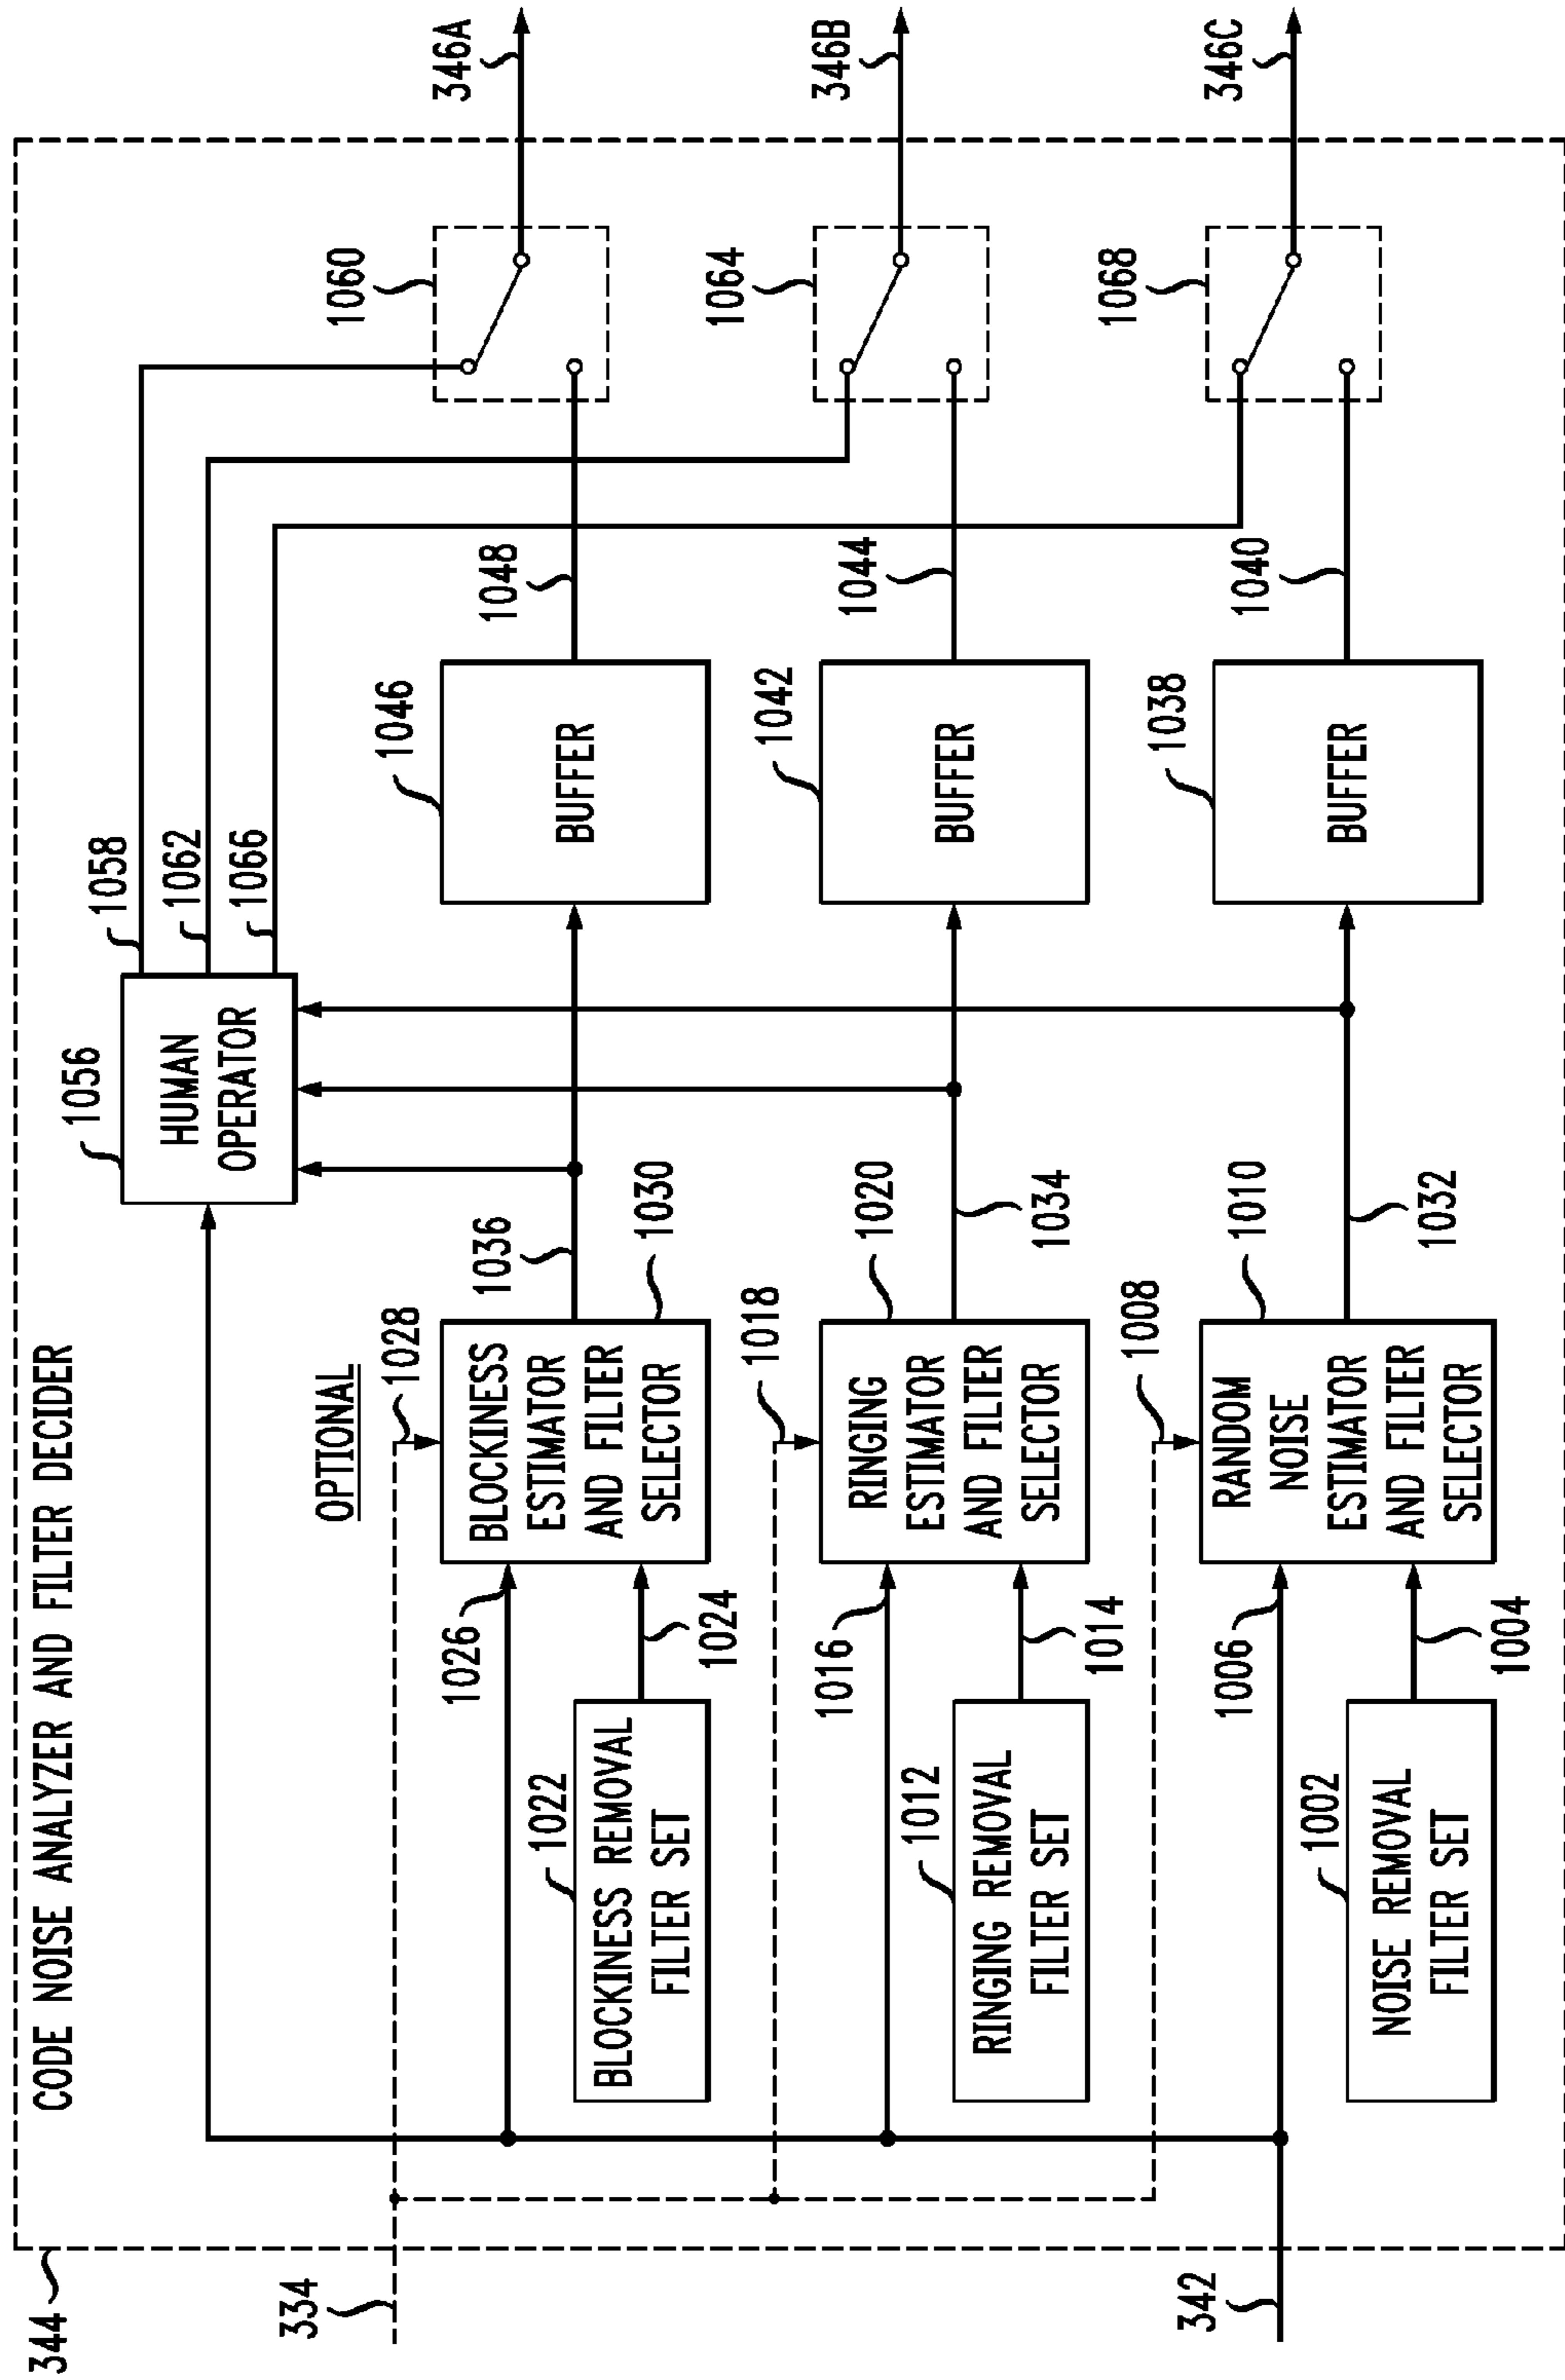 344
CODE NOISE ANALYZER AND FILTER DECIDER
1056
HUMAN
OPERATOR
1058
1062
1066
334
OPTIONAL
1028
1026
1022
BLOCKINESS REMOVAL
FILTER SET
1024
BLOCKINESS
ESTIMATOR
AND FILTER
SELECTOR
1030
1036
1046
BUFFER
1048
1060
346A
1018
1016
1012
RINGING REMOVAL
FILTER SET
1014
RINGING
ESTIMATOR
AND FILTER
SELECTOR
1020
1034
1042
BUFFER
1044
1064
346B
1008
342
1006
1002
NOISE REMOVAL
FILTER SET
1004
RANDOM
NOISE
ESTIMATOR
AND FILTER
SELECTOR
1010
1032
1038
BUFFER
1040
1068
346C